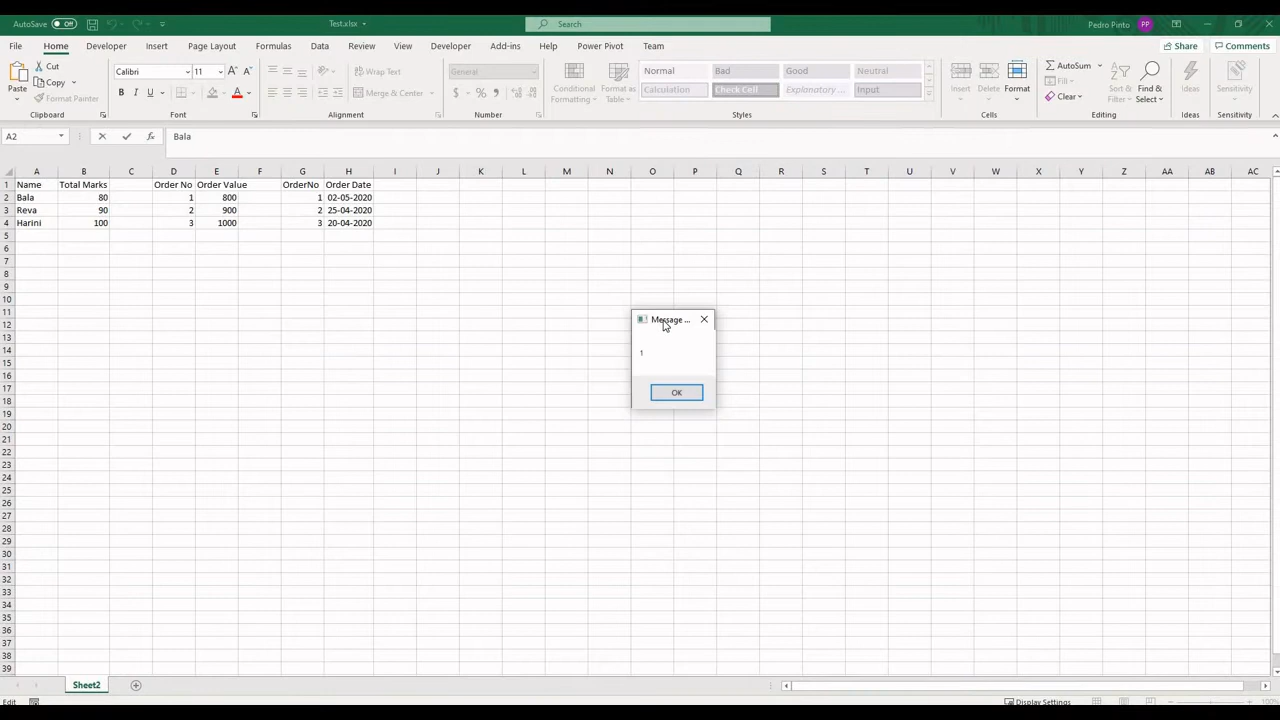 AutoSave Off Test.xlsx Search Pedro Pinto PP
File Home Developer Insert Page Layout Formulas Data Review View Developer Add-ins Help Power Pivot Team Share Comments
Paste Cut Calibri 11 Wrap Text General Conditional Formatting Format as Table Normal Bad Good Neutral Insert Delete Format AutoSum Sort & Filter Find & Select Ideas Sensitivity
Copy Fill
Format Painter B I U A Merge & Center $ % Calculation Check Cell Explanatory ... Input Clear
Clipboard Font Alignment Number Styles Cells Editing Ideas Sensitivity
A2 fx Bala
A B C D E F G H I J K L M N O P Q R S T U V W X Y Z AA AB AC
1 Name Total Marks Order No Order Value OrderNo Order Date
2 Bala 80 1 800 1 02-05-2020
3 Reva 90 2 900 2 25-04-2020
4 Harini 100 3 1000 3 20-04-2020
5
6
7
8
9
10
11
12
13
14
15
16
17
18
19
20
21
22
23
24
25
26
27
28
29
30
31
32
33
34
35
36
37
38
39
Message ...
1
OK
Sheet2
Edit Display Settings 100%